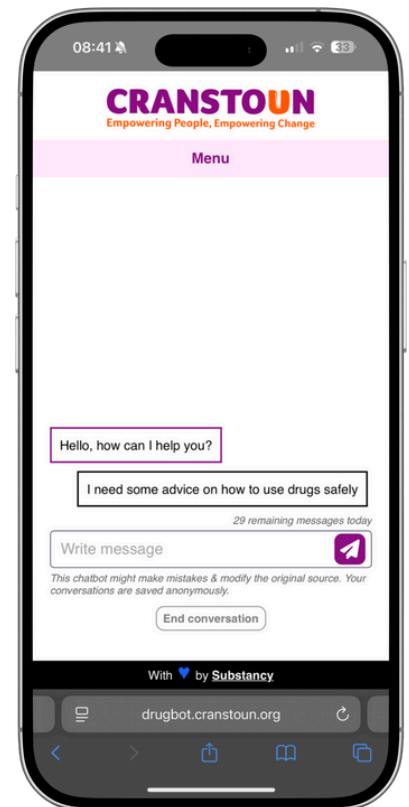 08:41
33
CRANSTOUN
Empowering People, Empowering Change
Menu
Hello, how can I help you?
I need some advice on how to use drugs safely
29 remaining messages today
Write message
This chatbot might make mistakes & modify the original source. Your
conversations are saved anonymously.
End conversation
With 💙 by Substancy
drugbot.cranstoun.org